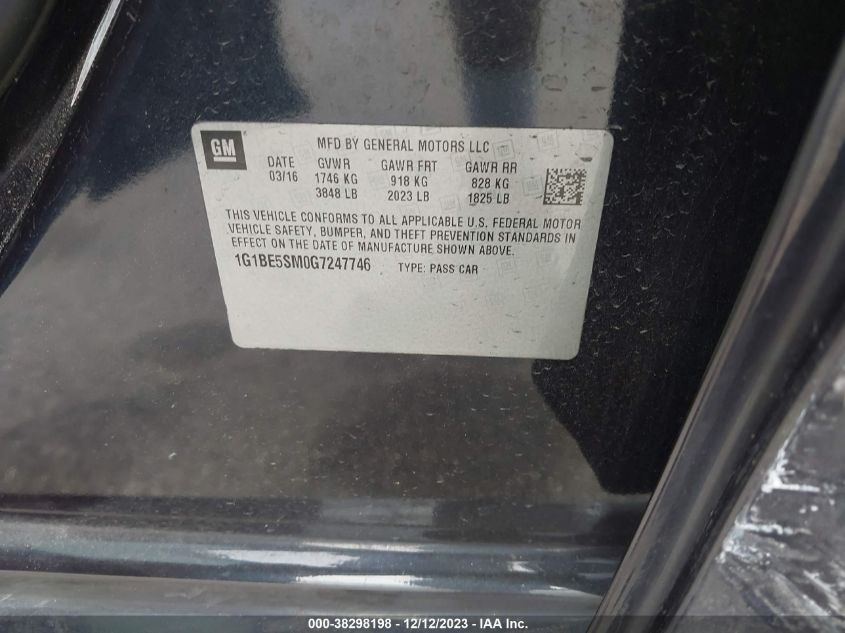 GM
MFD BY GENERAL MOTORS LLC
DATE GVWR GAWR FRT GAWR RR
03/16 1746 KG 918 KG 828 KG
3848 LB 2023 LB 1825 LB
THIS VEHICLE CONFORMS TO ALL APPLICABLE U.S. FEDERAL MOTOR
VEHICLE SAFETY, BUMPER, AND THEFT PREVENTION STANDARDS IN
EFFECT ON THE DATE OF MANUFACTURE SHOWN ABOVE.
1G1BE5SM0G7247746 TYPE: PASS CAR
000-38298198 - 12/12/2023 - IAA Inc.